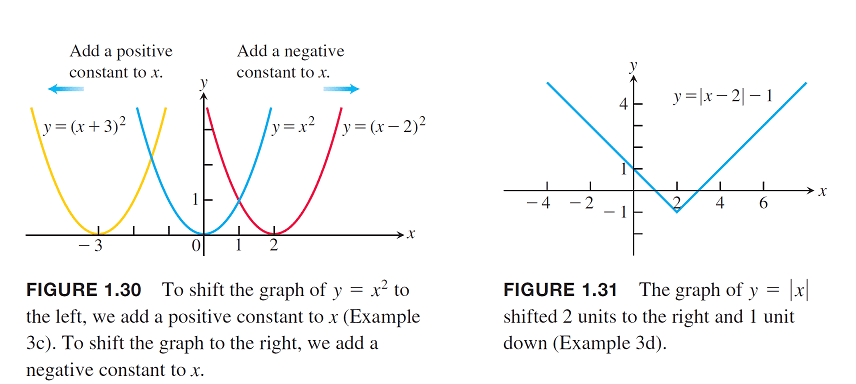 Add a positive
constant to x.
Add a negative
constant to x.
y
y = (x + 3)²
y = x²
y = (x − 2)²
1
− 3
0
1
2
x
FIGURE 1.30 To shift the graph of y = x² to
the left, we add a positive constant to x (Example
3c). To shift the graph to the right, we add a
negative constant to x.
y
4
y = |x − 2| − 1
1
− 4
− 2
2
4
6
x
− 1
FIGURE 1.31 The graph of y = |x|
shifted 2 units to the right and 1 unit
down (Example 3d).